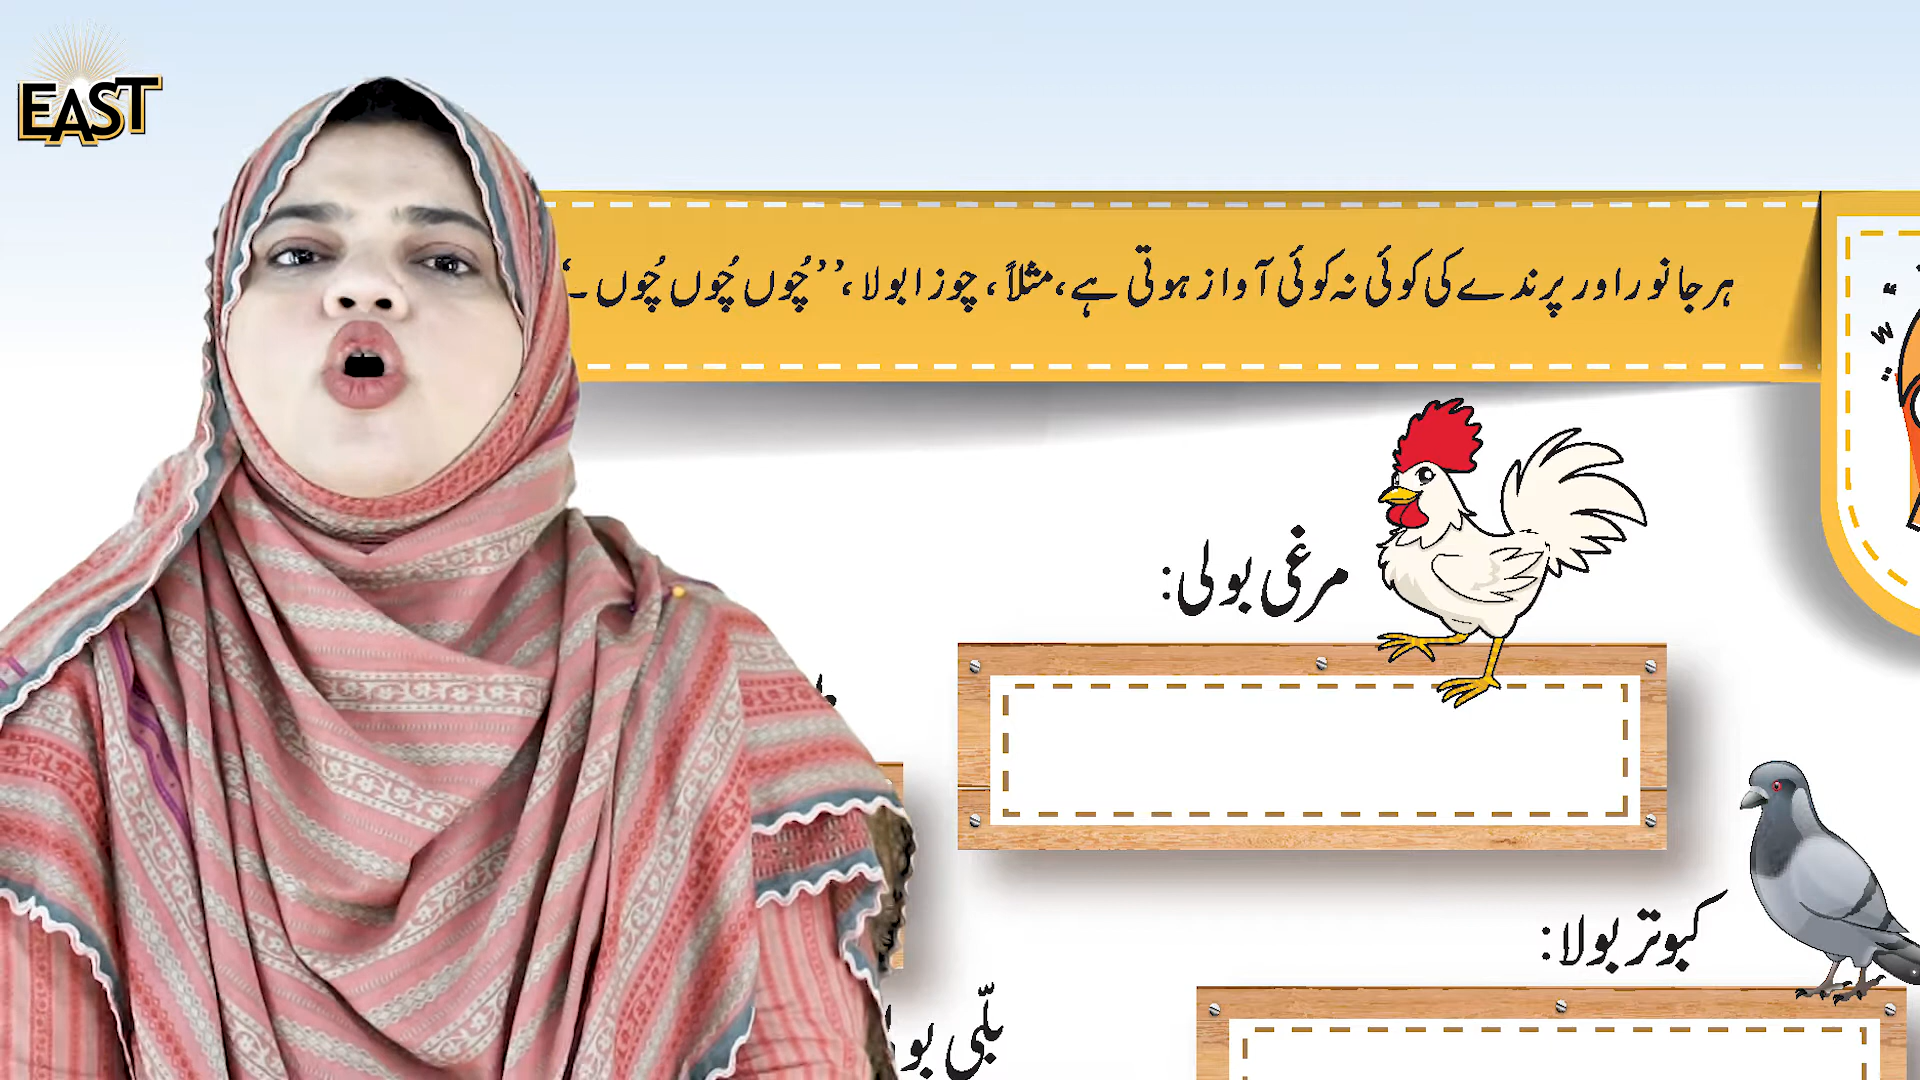 EAST
ہر جانور اور پرندے کی کوئی نہ کوئی آواز ہوتی ہے، مثلاً، چوزا بولا، ’’چُوں چُوں چُوں۔‘
مرغی بولی:
کبوتر بولا:
بلّی بو